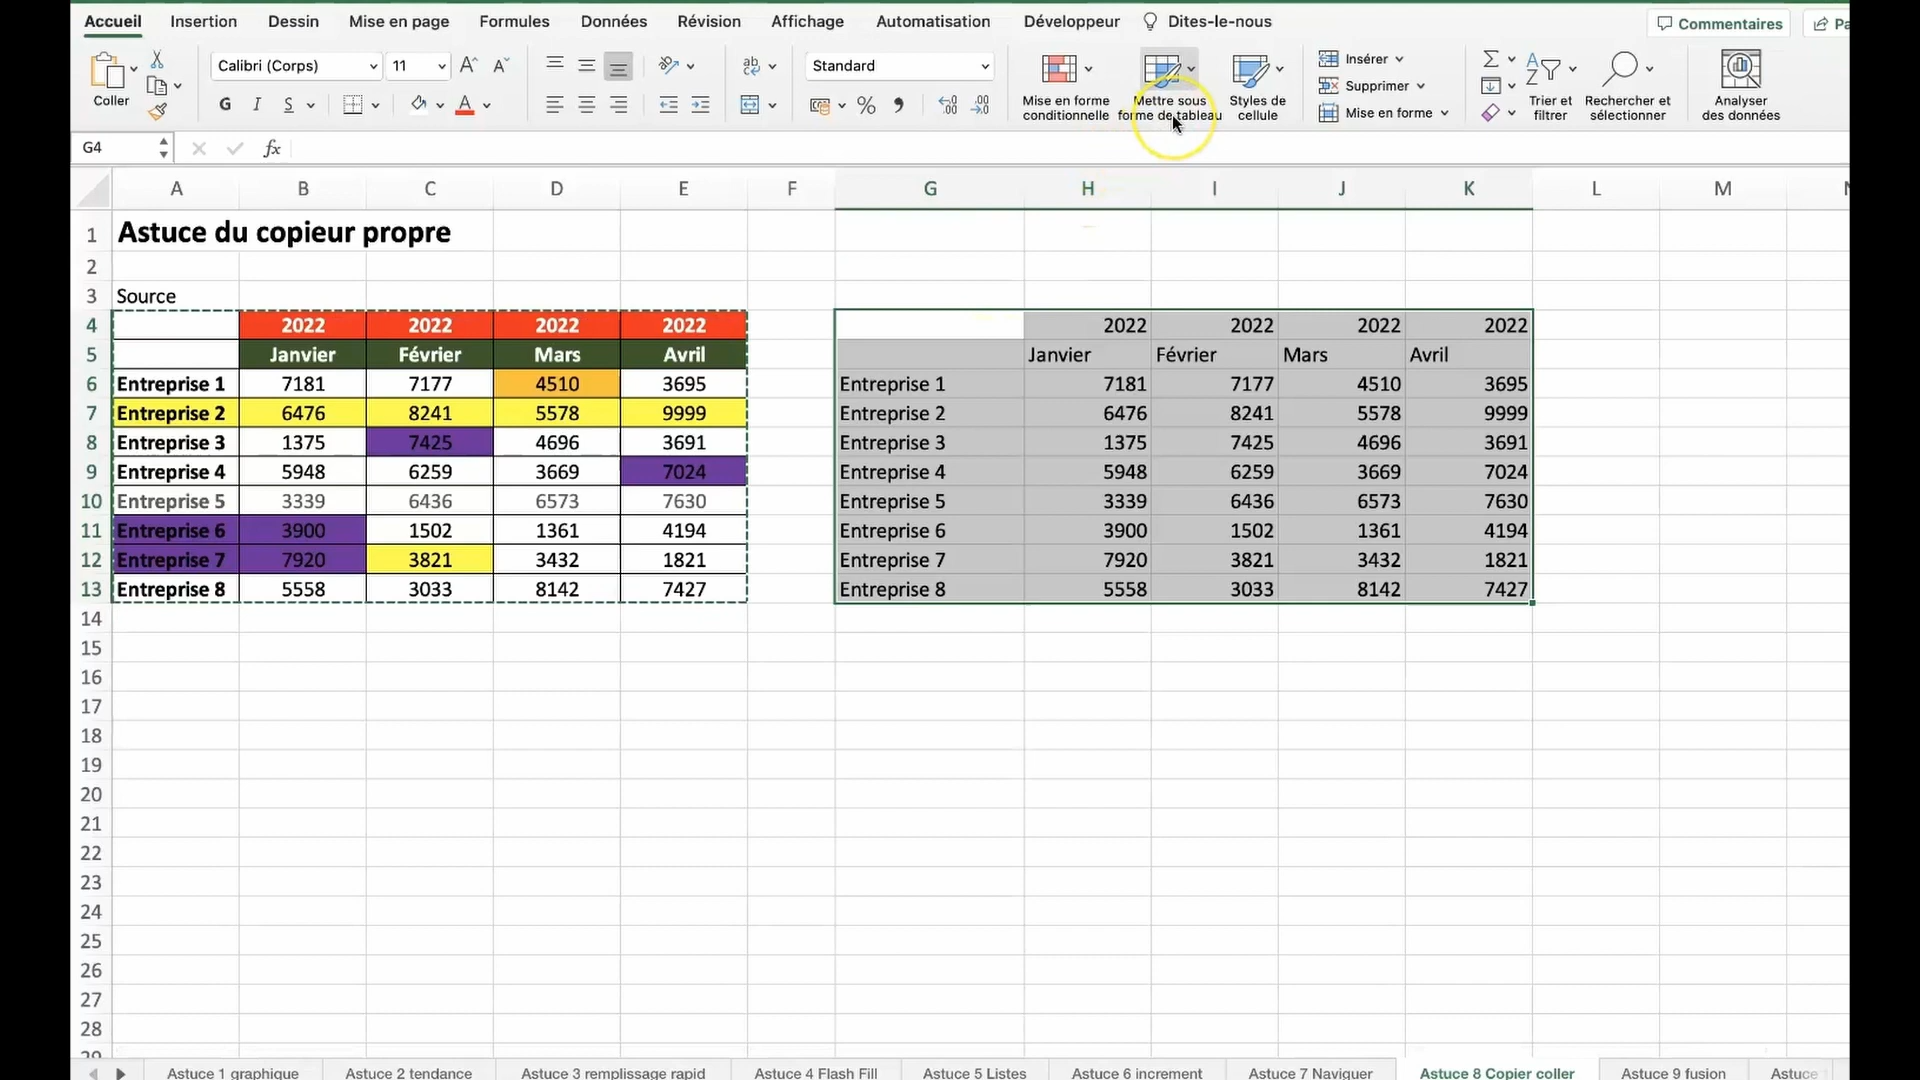 Accueil Insertion Dessin Mise en page Formules Données Révision Affichage Automatisation Développeur Dites-le-nous Commentaires
Coller
Calibri (Corps) 11
G I S
Standard
Mise en forme conditionnelle
Mettre sous forme de tableau
Styles de cellule
Insérer
Supprimer
Mise en forme
Trier et filtrer
Rechercher et sélectionner
Analyser des données
G4 fx
A B C D E F G H I J K L M
1 Astuce du copieur propre
2
3 Source
4 2022 2022 2022 2022 2022 2022 2022 2022
5 Janvier Février Mars Avril Janvier Février Mars Avril
6 Entreprise 1 7181 7177 4510 3695 Entreprise 1 7181 7177 4510 3695
7 Entreprise 2 6476 8241 5578 9999 Entreprise 2 6476 8241 5578 9999
8 Entreprise 3 1375 7425 4696 3691 Entreprise 3 1375 7425 4696 3691
9 Entreprise 4 5948 6259 3669 7024 Entreprise 4 5948 6259 3669 7024
10 Entreprise 5 3339 6436 6573 7630 Entreprise 5 3339 6436 6573 7630
11 Entreprise 6 3900 1502 1361 4194 Entreprise 6 3900 1502 1361 4194
12 Entreprise 7 7920 3821 3432 1821 Entreprise 7 7920 3821 3432 1821
13 Entreprise 8 5558 3033 8142 7427 Entreprise 8 5558 3033 8142 7427
14
15
16
17
18
19
20
21
22
23
24
25
26
27
28
Astuce 1 graphique Astuce 2 tendance Astuce 3 remplissage rapid Astuce 4 Flash Fill Astuce 5 Listes Astuce 6 increment Astuce 7 Naviguer Astuce 8 Copier coller Astuce 9 fusion Astuce